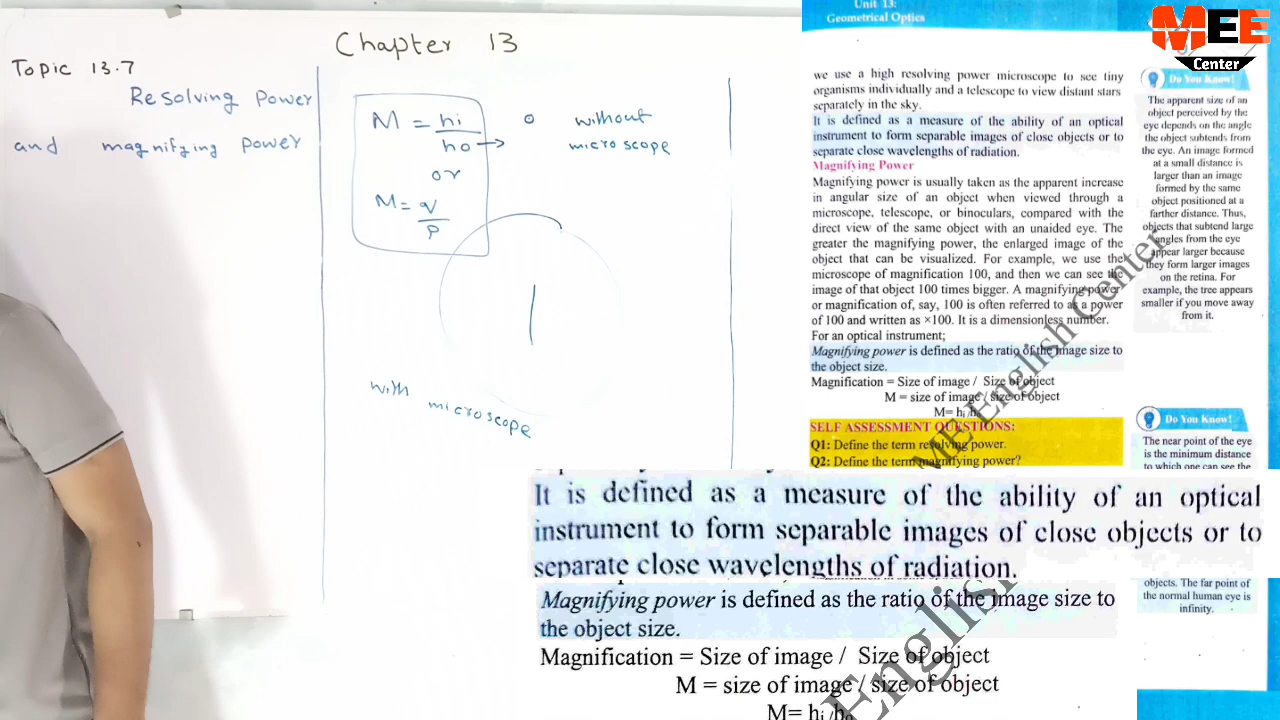 Chapter 13
Topic 13.7
Resolving Power
and magnifying power
M = hi
ho
or
M = q
P
o without
microscope
with microscope
Unit 13:
Geometrical Optics
MEE
Center
we use a high resolving power microscope to see tiny
organisms individually and a telescope to view distant stars
separately in the sky.
It is defined as a measure of the ability of an optical
instrument to form separable images of close objects or to
separate close wavelengths of radiation.
Magnifying Power
Magnifying power is usually taken as the apparent increase
in angular size of an object when viewed through a
microscope, telescope, or binoculars, compared with the
direct view of the same object with an unaided eye. The
greater the magnifying power, the enlarged image of the
object that can be visualized. For example, we use the
microscope of magnification 100, and then we can see the
image of that object 100 times bigger. A magnifying power
or magnification of, say, 100 is often referred to as a power
of 100 and written as ×100. It is a dimensionless number.
For an optical instrument;
Magnifying power is defined as the ratio of the image size to
the object size.
Magnification = Size of image / Size of object
M = size of image / size of object
M= hi /ho
SELF ASSESSMENT QUESTIONS:
Q1: Define the term resolving power.
Q2: Define the term magnifying power?
Do You Know!
The apparent size of an
object perceived by the
eye depends on the angle
the object subtends from
the eye. An image formed
at a small distance is
larger than an image
formed by the same
object positioned at a
farther distance. Thus,
objects that subtend large
angles from the eye
appear larger because
they form larger images
on the retina. For
example, the tree appears
smaller if you move away
from it.
Do You Know!
The near point of the eye
is the minimum distance
to which one can see the
objects. The far point of
the normal human eye is
infinity.
It is defined as a measure of the ability of an optical
instrument to form separable images of close objects or to
separate close wavelengths of radiation.
Magnifying power is defined as the ratio of the image size to
the object size.
Magnification = Size of image / Size of object
M = size of image / size of object
M= hi /ho